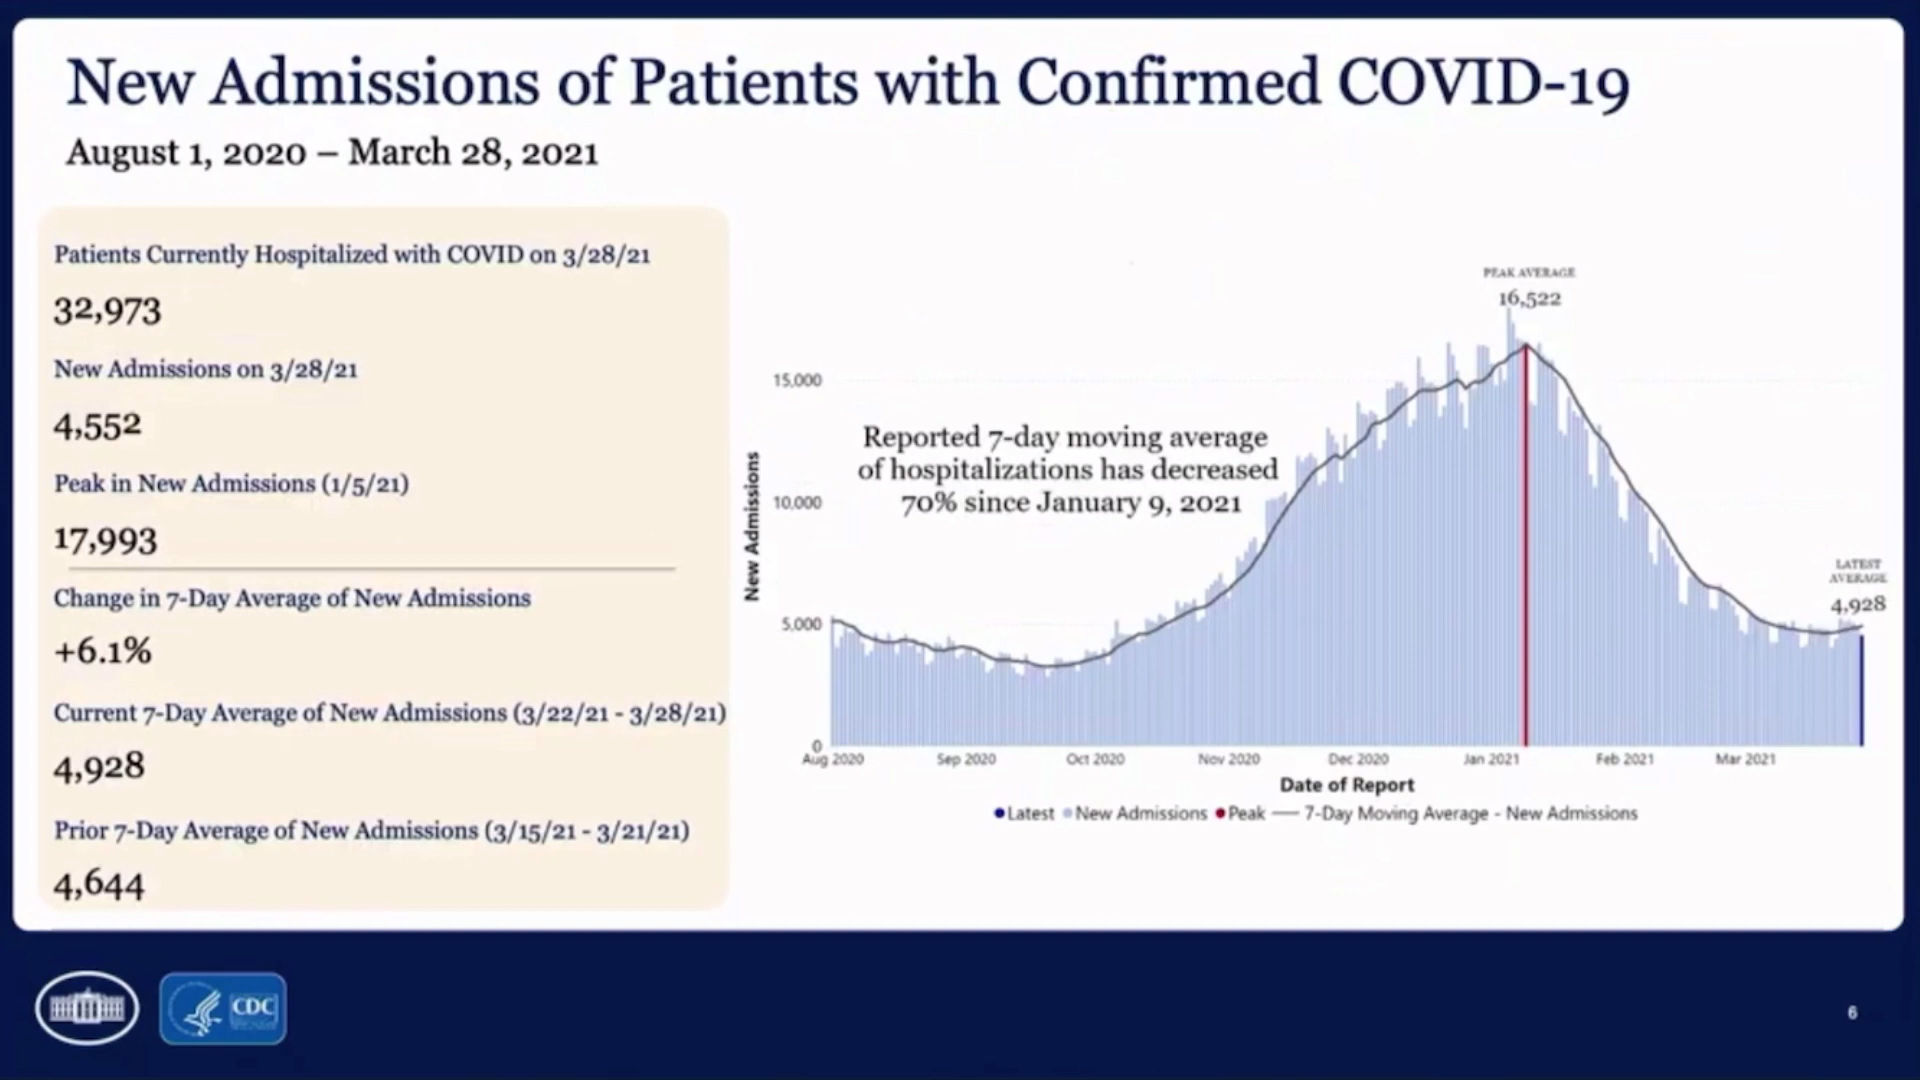 New Admissions of Patients with Confirmed COVID-19
August 1, 2020 – March 28, 2021
Patients Currently Hospitalized with COVID on 3/28/21
32,973
New Admissions on 3/28/21
4,552
Peak in New Admissions (1/5/21)
17,993
Change in 7-Day Average of New Admissions
+6.1%
Current 7-Day Average of New Admissions (3/22/21 - 3/28/21)
4,928
Prior 7-Day Average of New Admissions (3/15/21 - 3/21/21)
4,644
PEAK AVERAGE
16,522
Reported 7-day moving average
of hospitalizations has decreased
70% since January 9, 2021
LATEST
AVERAGE
4,928
New Admissions
15,000
10,000
5,000
0
Aug 2020 Sep 2020 Oct 2020 Nov 2020 Dec 2020 Jan 2021 Feb 2021 Mar 2021
Date of Report
Latest New Admissions Peak 7-Day Moving Average - New Admissions
CDC
6